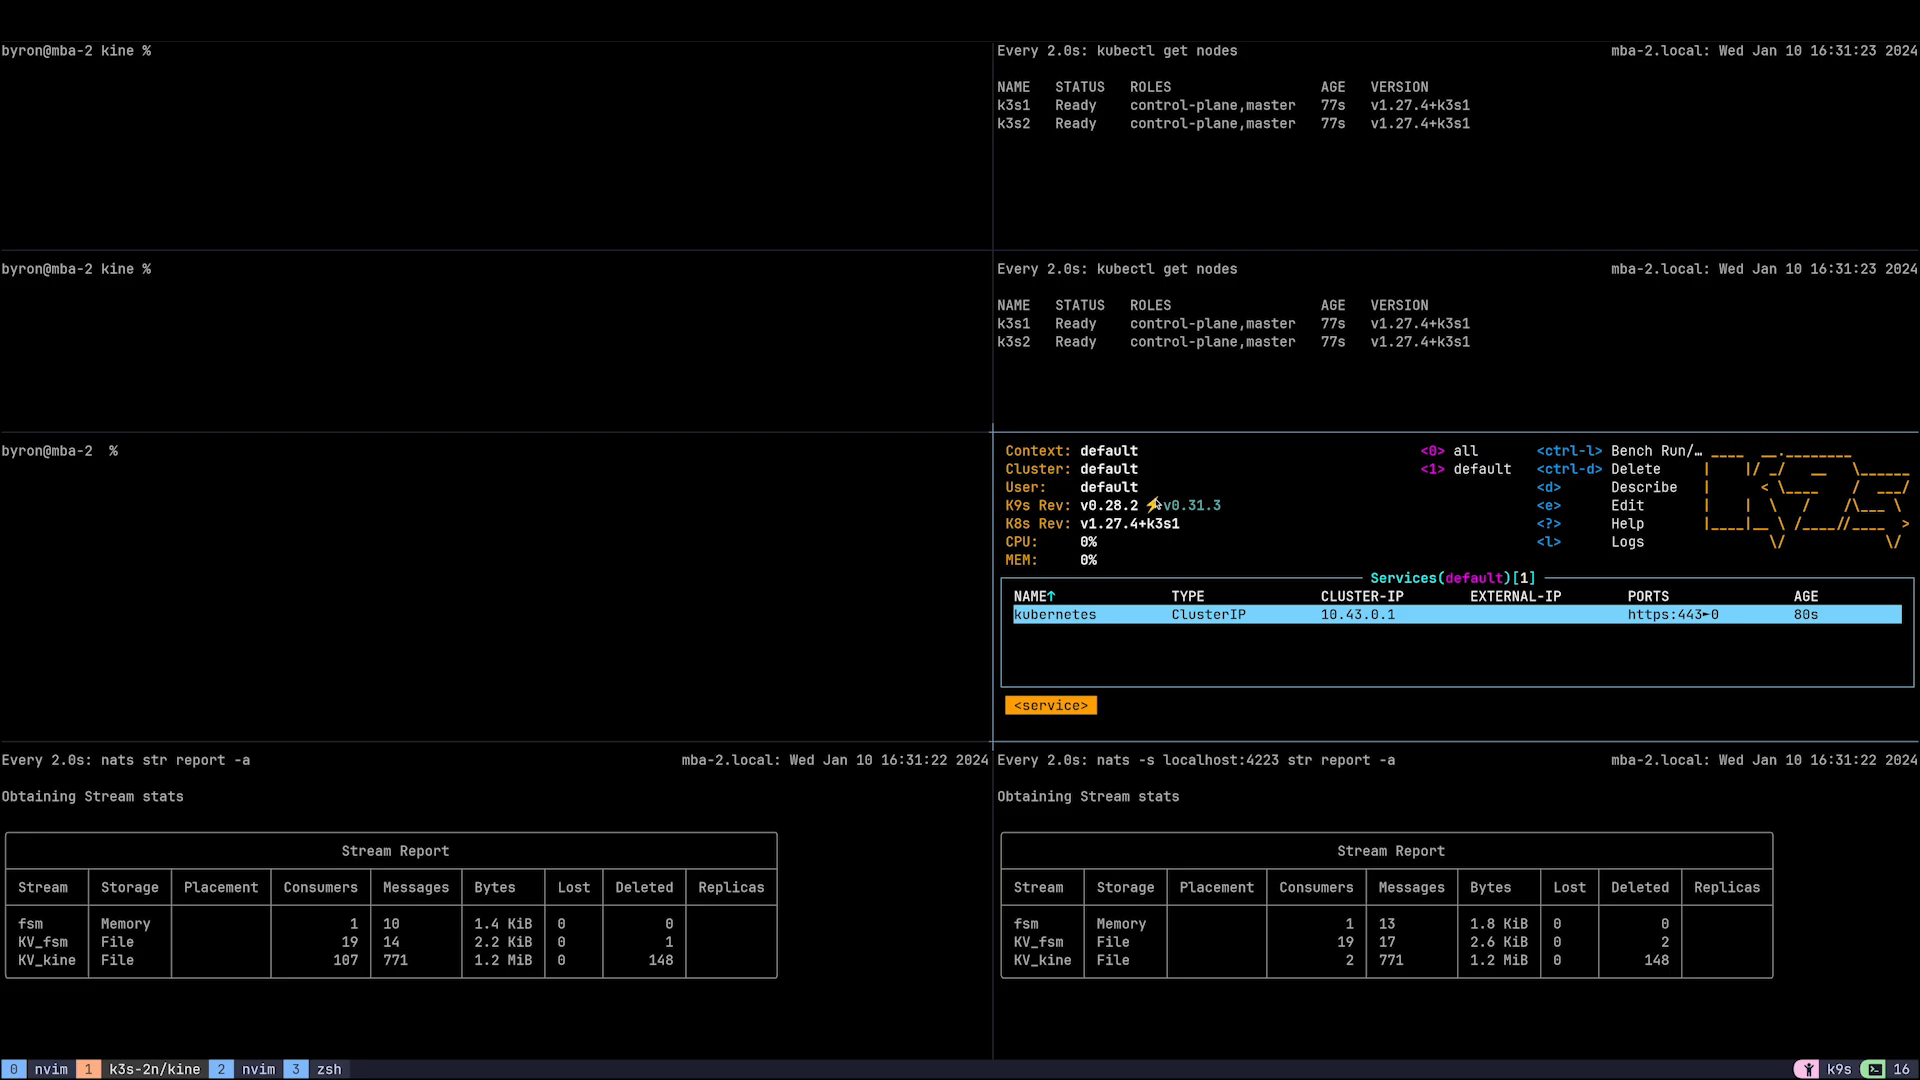 byron@mba-2 kine %
Every 2.0s: kubectl get nodes mba-2.local: Wed Jan 10 16:31:23 2024
NAME STATUS ROLES AGE VERSION
k3s1 Ready control-plane,master 77s v1.27.4+k3s1
k3s2 Ready control-plane,master 77s v1.27.4+k3s1
byron@mba-2 kine %
Every 2.0s: kubectl get nodes mba-2.local: Wed Jan 10 16:31:23 2024
NAME STATUS ROLES AGE VERSION
k3s1 Ready control-plane,master 77s v1.27.4+k3s1
k3s2 Ready control-plane,master 77s v1.27.4+k3s1
byron@mba-2 %
Context: default <0> all <ctrl-l> Bench Run/…
Cluster: default <1> default <ctrl-d> Delete
User: default <d> Describe
K9s Rev: v0.28.2 ⚡v0.31.3 <e> Edit
K8s Rev: v1.27.4+k3s1 <?> Help
CPU: 0% <l> Logs
MEM: 0%
Services(default)[1]
NAME↑ TYPE CLUSTER-IP EXTERNAL-IP PORTS AGE
kubernetes ClusterIP 10.43.0.1 https:443►0 80s
<service>
Every 2.0s: nats str report -a mba-2.local: Wed Jan 10 16:31:22 2024
Obtaining Stream stats
Stream Report
Stream Storage Placement Consumers Messages Bytes Lost Deleted Replicas
fsm Memory 1 10 1.4 KiB 0 0
KV_fsm File 19 14 2.2 KiB 0 1
KV_kine File 107 771 1.2 MiB 0 148
Every 2.0s: nats -s localhost:4223 str report -a mba-2.local: Wed Jan 10 16:31:22 2024
Obtaining Stream stats
Stream Report
Stream Storage Placement Consumers Messages Bytes Lost Deleted Replicas
fsm Memory 1 13 1.8 KiB 0 0
KV_fsm File 19 17 2.6 KiB 0 2
KV_kine File 2 771 1.2 MiB 0 148
0 nvim 1 k3s-2n/kine 2 nvim 3 zsh k9s 16